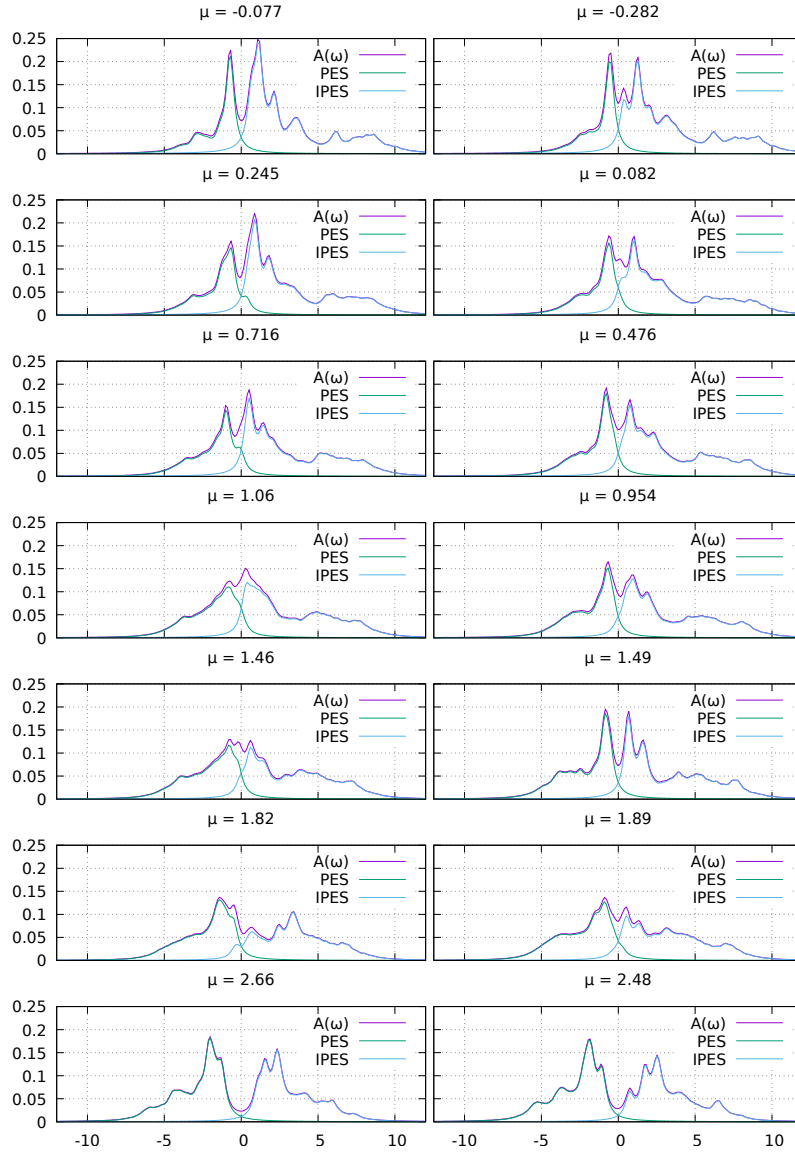 μ = -0.077
μ = -0.282
0.25
0.2
0.15
0.1
0.05
0
A(ω)
PES
IPES
A(ω)
PES
IPES
μ = 0.245
μ = 0.082
0.25
0.2
0.15
0.1
0.05
0
A(ω)
PES
IPES
A(ω)
PES
IPES
μ = 0.716
μ = 0.476
0.25
0.2
0.15
0.1
0.05
0
A(ω)
PES
IPES
A(ω)
PES
IPES
μ = 1.06
μ = 0.954
0.25
0.2
0.15
0.1
0.05
0
A(ω)
PES
IPES
A(ω)
PES
IPES
μ = 1.46
μ = 1.49
0.25
0.2
0.15
0.1
0.05
0
A(ω)
PES
IPES
A(ω)
PES
IPES
μ = 1.82
μ = 1.89
0.25
0.2
0.15
0.1
0.05
0
A(ω)
PES
IPES
A(ω)
PES
IPES
μ = 2.66
μ = 2.48
0.25
0.2
0.15
0.1
0.05
0
A(ω)
PES
IPES
A(ω)
PES
IPES
-10 -5 0 5 10
-10 -5 0 5 10